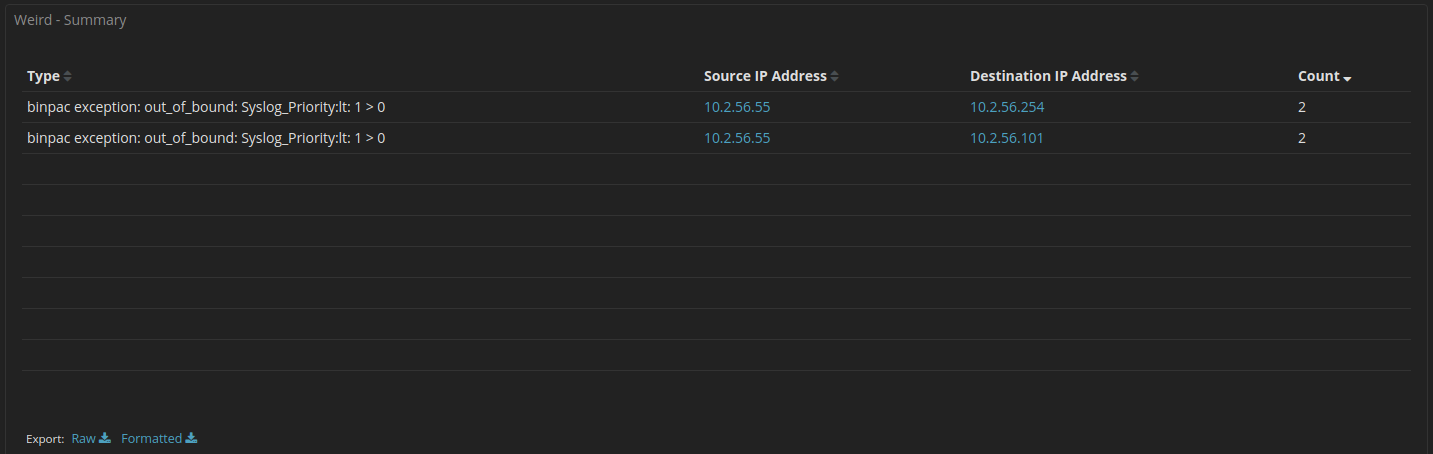 Weird - Summary
Type Source IP Address Destination IP Address Count
binpac exception: out_of_bound: Syslog_Priority:lt: 1 > 0 10.2.56.55 10.2.56.254 2
binpac exception: out_of_bound: Syslog_Priority:lt: 1 > 0 10.2.56.55 10.2.56.101 2
Export: Raw Formatted